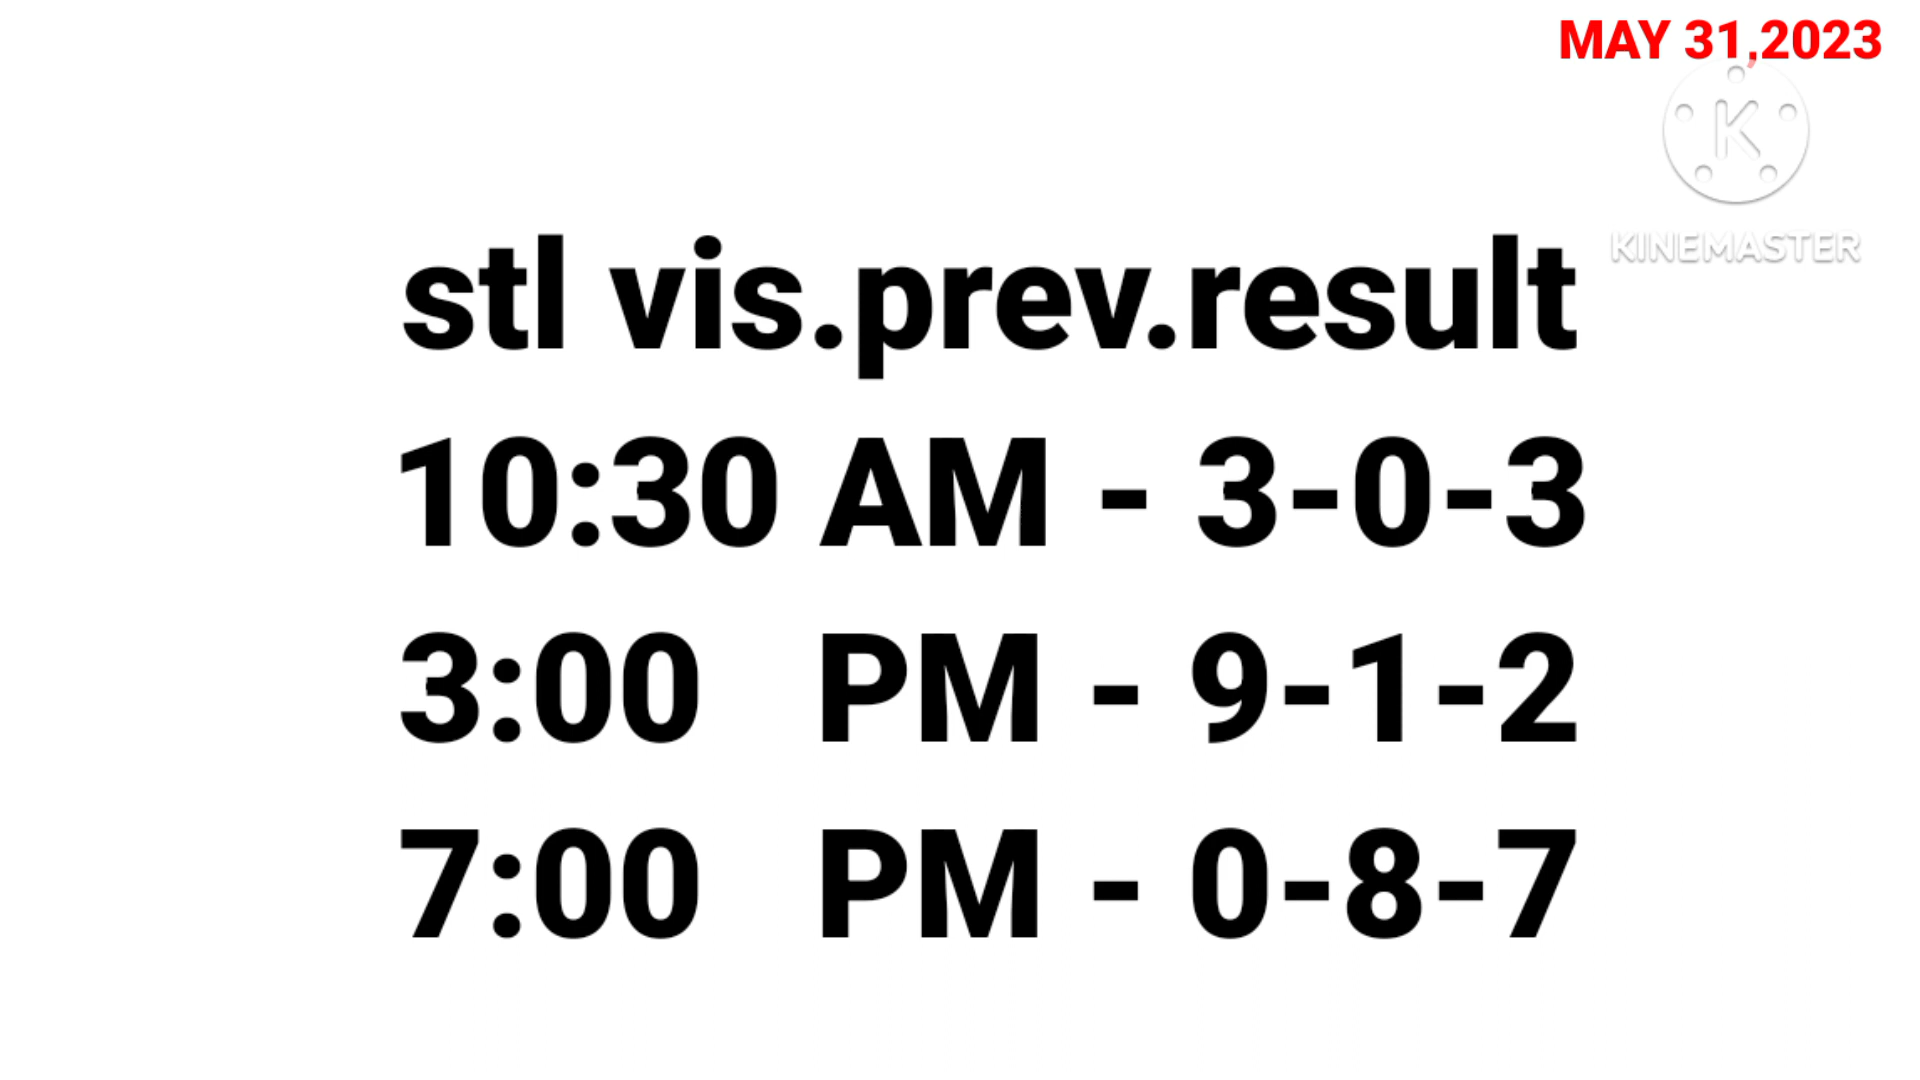 MAY 31,2023
K
KINEMASTER
stl vis.prev.result
10:30 AM - 3-0-3
3:00 PM - 9-1-2
7:00 PM - 0-8-7